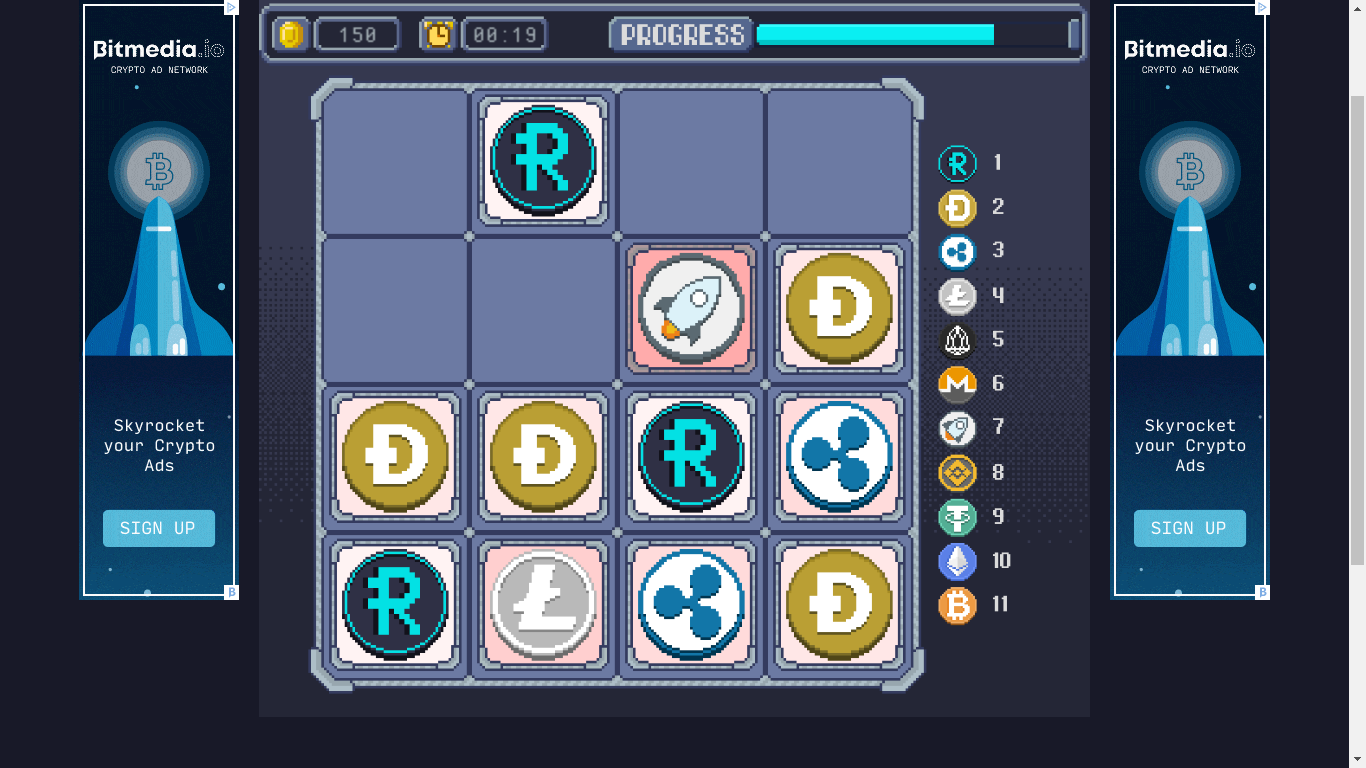 Bitmedia.io
CRYPTO AD NETWORK
Skyrocket
your Crypto
Ads
SIGN UP
150
00:19
PROGRESS
1
2
3
4
5
6
7
8
9
10
11
Bitmedia.io
CRYPTO AD NETWORK
Skyrocket
your Crypto
Ads
SIGN UP